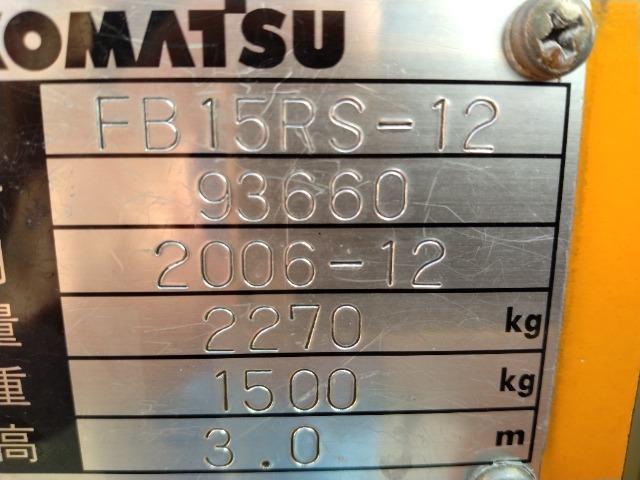 KOMATSU
FB15RS-12
93660
2006-12
量 2270 kg
重 1500 kg
高 3.0 m